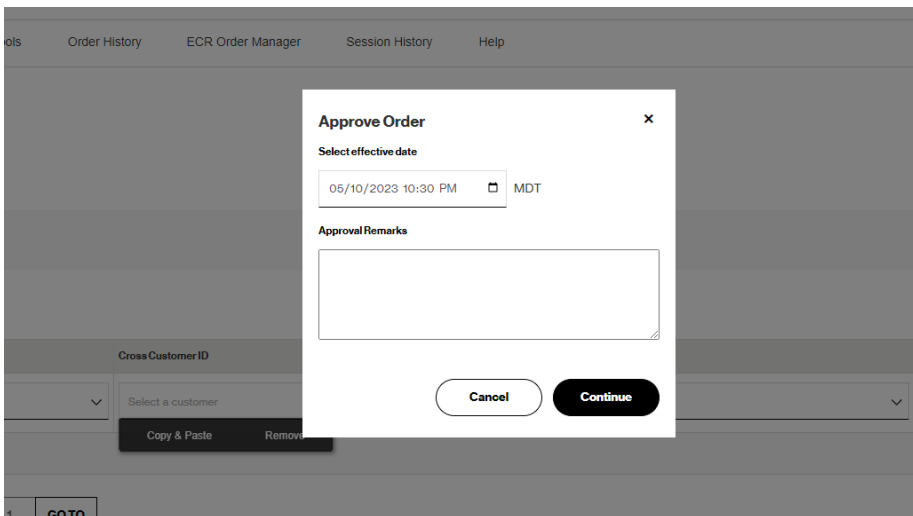 ools Order History ECR Order Manager Session History Help
Approve Order
Select effective date
05/10/2023 10:30 PM MDT
Approval Remarks
Cross Customer ID
Select a customer
Cancel Continue
Copy & Paste Remove
1 GO TO